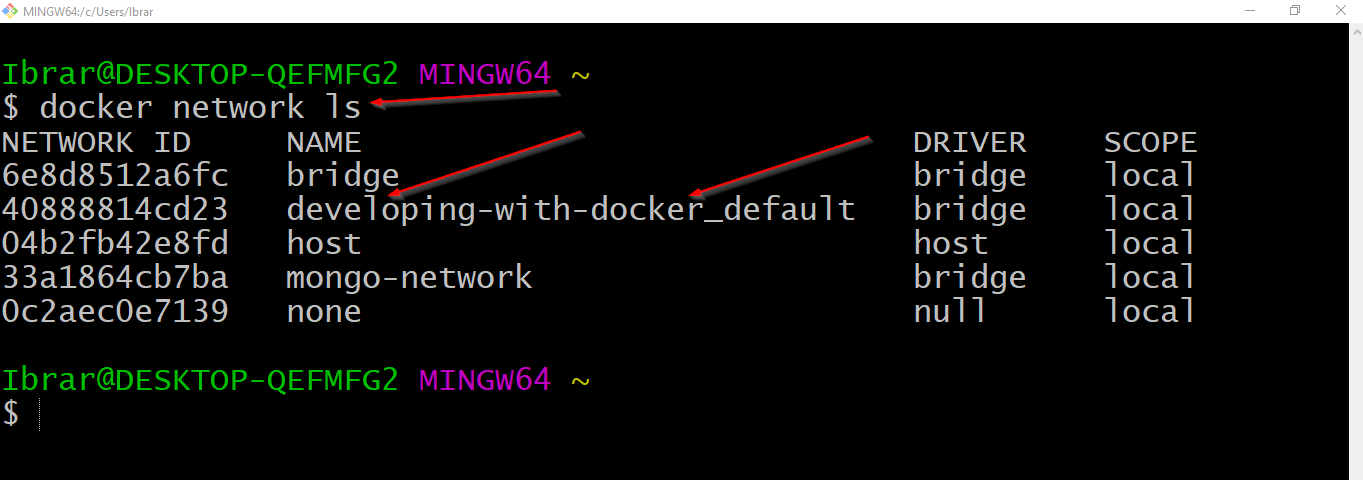 MINGW64:/c/Users/Ibrar
Ibrar@DESKTOP-QEFMFG2 MINGW64 ~
$ docker network ls
NETWORK ID NAME DRIVER SCOPE
6e8d8512a6fc bridge bridge local
40888814cd23 developing-with-docker_default bridge local
04b2fb42e8fd host host local
33a1864cb7ba mongo-network bridge local
0c2aec0e7139 none null local
Ibrar@DESKTOP-QEFMFG2 MINGW64 ~
$